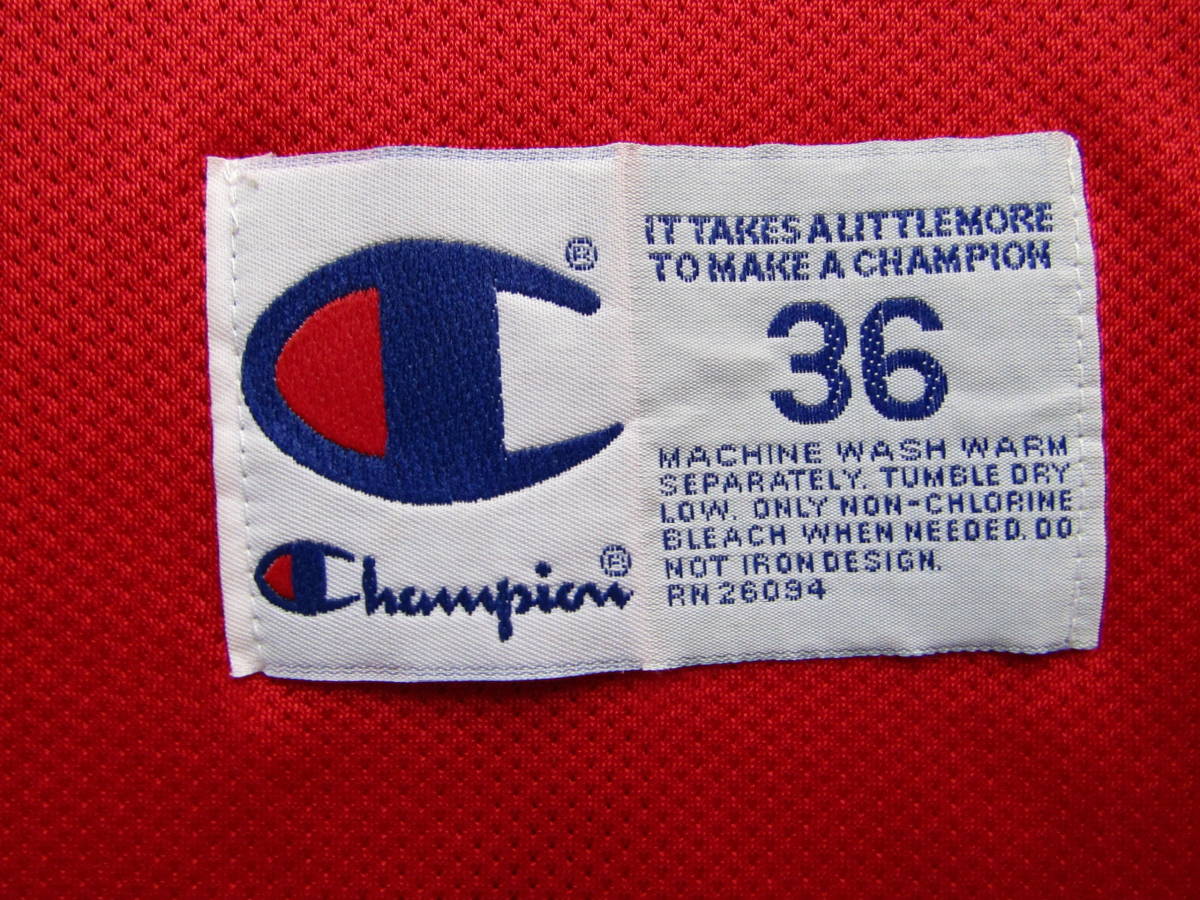 ®
Champion®
IT TAKES A LITTLE MORE
TO MAKE A CHAMPION
36
MACHINE WASH WARM
SEPARATELY. TUMBLE DRY
LOW. ONLY NON-CHLORINE
BLEACH WHEN NEEDED. DO
NOT IRON DESIGN.
RN 26094